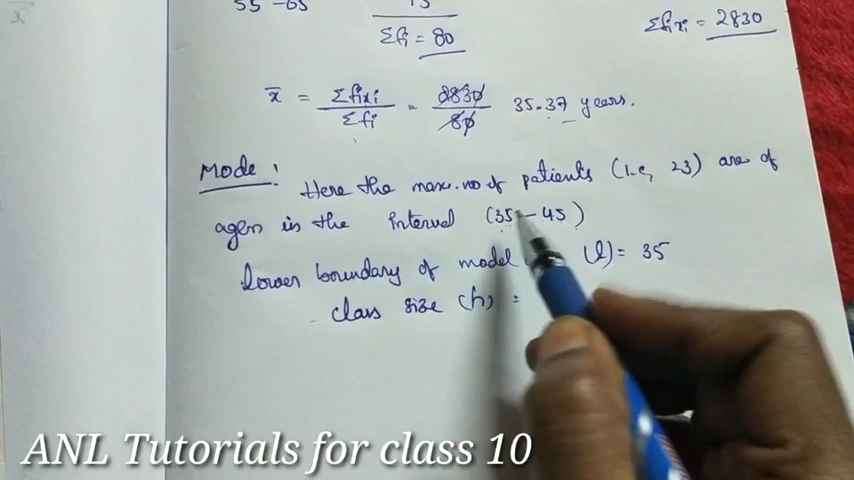 x̄
55-65 15
Σfi = 80
Σfixi = 2830
x̄ = Σfixi / Σfi = 2830 / 80 35.37 years.
Mode: Here the max. no of patients (i.e, 23) are of
ages in the interval (35-45)
Lower boundary of model (l) = 35
class size (h) =
ANL Tutorials for class 10